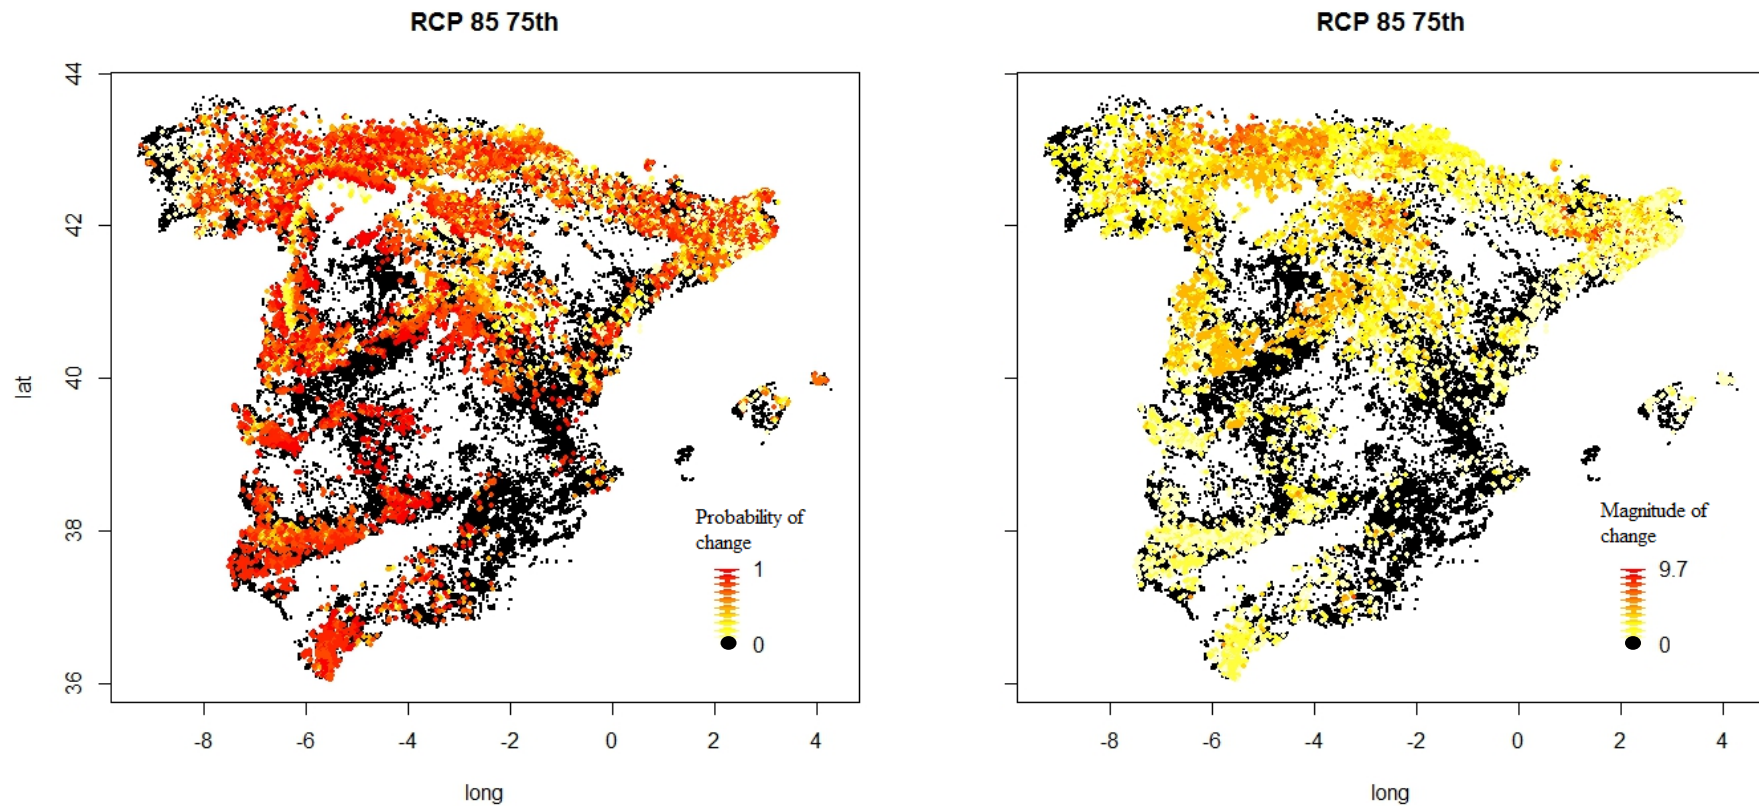 RCP 85 75th
44
42
40
38
36
lat
Probability of
change
1
0
-8 -6 -4 -2 0 2 4
long
RCP 85 75th
Magnitude of
change
9.7
0
-8 -6 -4 -2 0 2 4
long